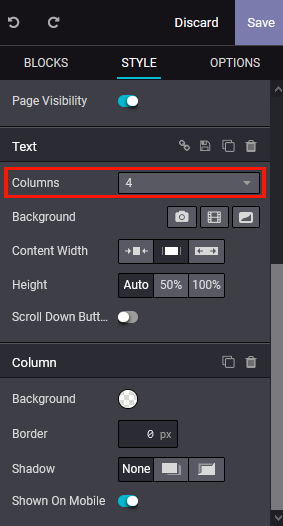 Discard Save
BLOCKS STYLE OPTIONS
Page Visibility
Text
Columns 4
Background
Content Width
Height Auto 50% 100%
Scroll Down Butt...
Column
Background
Border 0 px
Shadow None
Shown On Mobile